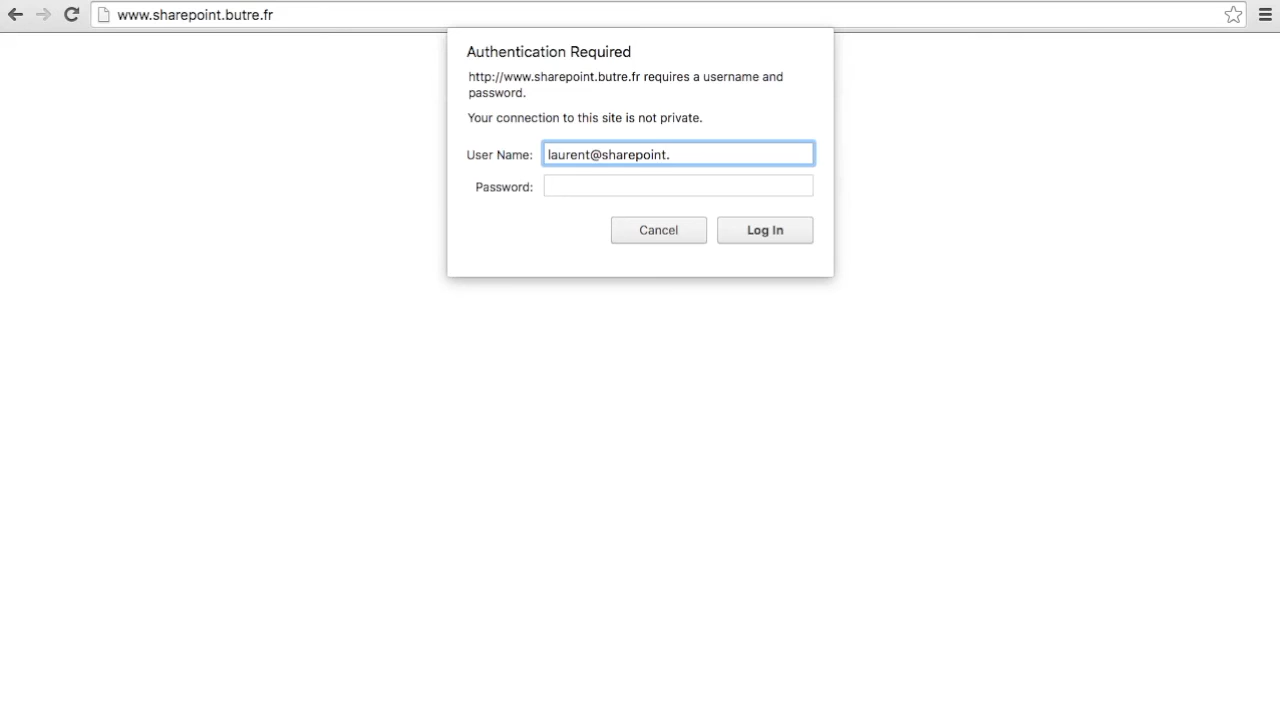 www.sharepoint.butre.fr
Authentication Required
http://www.sharepoint.butre.fr requires a username and
password.
Your connection to this site is not private.
User Name: laurent@sharepoint.
Password:
Cancel Log In